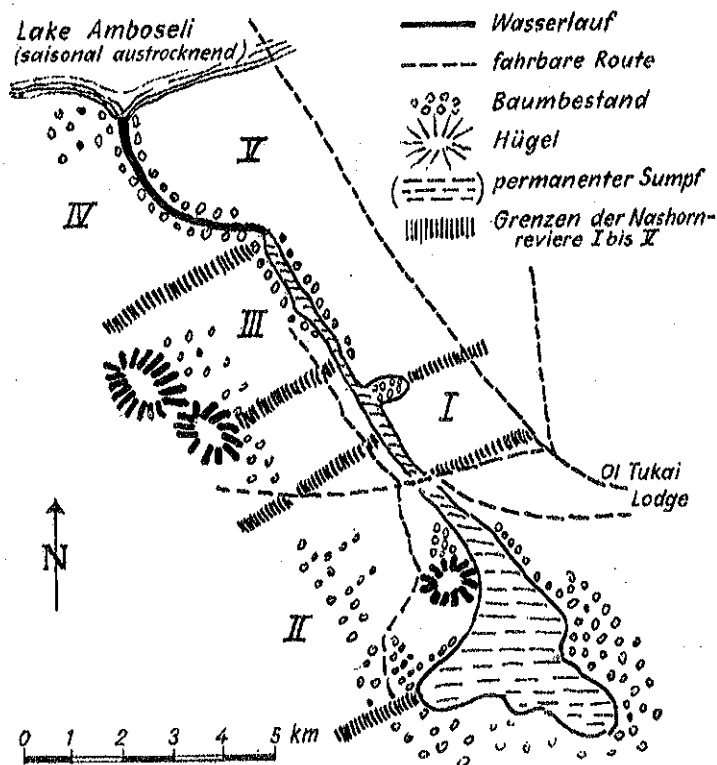 Lake Amboseli
(saisonal austrocknend)
Wasserlauf
fahrbare Route
Baumbestand
Hügel
permanenter Sumpf
Grenzen der Nashorn-
reviere I bis V
V
IV
III
I
Ol Tukai
Lodge
N
II
0 1 2 3 4 5 km